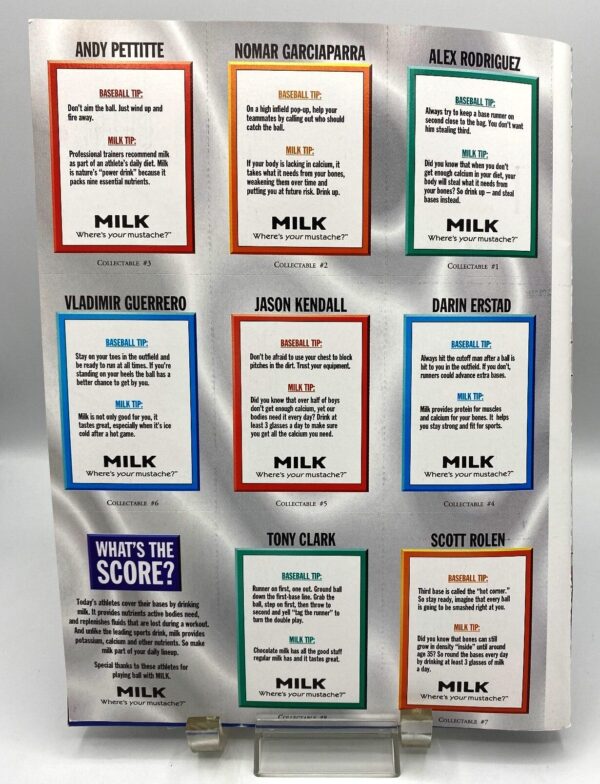 ANDY PETTITTE
BASEBALL TIP:
Don't aim the ball. Just wind up and
fire away.
MILK TIP:
Professional trainers recommend milk
as part of an athlete's daily diet. Milk
is nature's "power drink" because it
packs nine essential nutrients.
MILK
Where's your mustache?™
COLLECTABLE #3
NOMAR GARCIAPARRA
BASEBALL TIP:
On a high infield pop-up, help your
teammates by calling out who should
catch the ball.
MILK TIP:
If your body is lacking in calcium, it
takes what it needs from your bones,
weakening them over time and
putting you at future risk. Drink up.
MILK
Where's your mustache?™
COLLECTABLE #2
ALEX RODRIGUEZ
BASEBALL TIP:
Always try to keep a base runner on
second close to the bag. You don't want
him stealing third.
MILK TIP:
Did you know that when you don't
get enough calcium in your diet, your
body will steal what it needs from
your bones? So drink up – and steal
bases instead.
MILK
Where's your mustache?™
COLLECTABLE #1
VLADIMIR GUERRERO
BASEBALL TIP:
Stay on your toes in the outfield and
be ready to run at all times. If you're
standing on your heels the ball has a
better chance to get by you.
MILK TIP:
Milk is not only good for you, it
tastes great, especially when it's ice
cold after a hot game.
MILK
Where's your mustache?™
COLLECTABLE #6
JASON KENDALL
BASEBALL TIP:
Don't be afraid to use your chest to block
pitches in the dirt. Trust your equipment.
MILK TIP:
Did you know that over half of boys
don't get enough calcium, yet our
bodies need it every day? Drink at
least 3 glasses a day to make sure
you get all the calcium you need.
MILK
Where's your mustache?™
COLLECTABLE #5
DARIN ERSTAD
BASEBALL TIP:
Always hit the cutoff man after a ball is
hit to you in the outfield. If you don't,
runners could advance extra bases.
MILK TIP:
Milk provides protein for muscles
and calcium for your bones. It helps
you stay strong and fit for sports.
MILK
Where's your mustache?™
COLLECTABLE #4
WHAT'S THE
SCORE?
Today's athletes cover their bases by drinking
milk. It provides nutrients active bodies need,
and replenishes fluids that are lost during a workout.
And unlike the leading sports drink, milk provides
potassium, calcium and other nutrients. So make
milk part of your daily lineup.
Special thanks to these athletes for
playing ball with MILK.
MILK
Where's your mustache?™
TONY CLARK
BASEBALL TIP:
Runner on first, one out. Ground ball
down the first-base line. Grab the
ball, step on first, then throw to
second and yell "tag the runner" to
turn the double play.
MILK TIP:
Chocolate milk has all the good stuff
regular milk has and it tastes great.
MILK
Where's your mustache?™
COLLECTABLE #8
SCOTT ROLEN
BASEBALL TIP:
Third base is called the "hot corner."
So stay ready, imagine that every ball
is going to be smashed right at you.
MILK TIP:
Did you know that bones can still
grow in density "inside" until around
age 35? So round the bases every day
by drinking at least 3 glasses of milk
a day.
MILK
Where's your mustache?™
COLLECTABLE #7